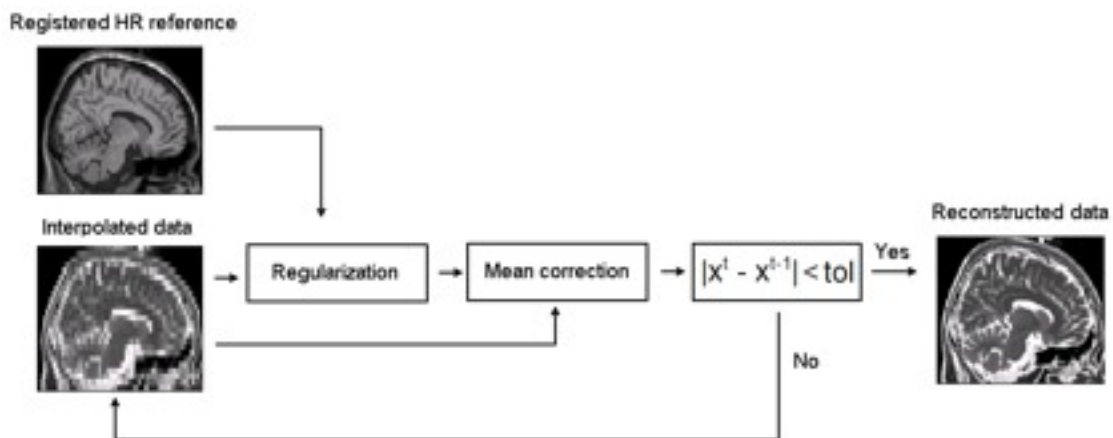 Registered HR reference
Interpolated data
Regularization
Mean correction
|x^t - x^{t-1}| < tol
Yes
Reconstructed data
No